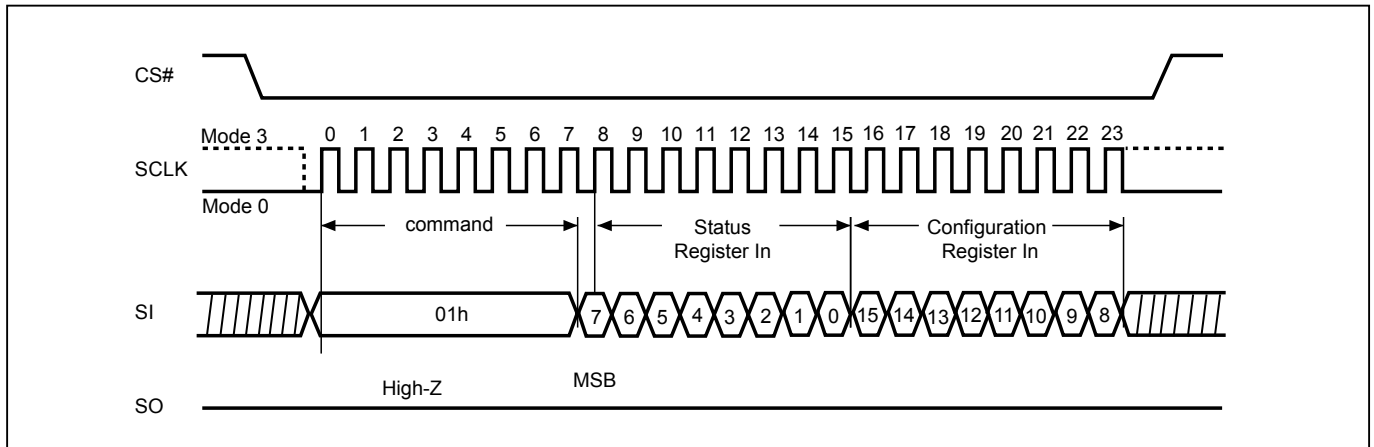 CS#
Mode 3
0 1 2 3 4 5 6 7 8 9 10 11 12 13 14 15 16 17 18 19 20 21 22 23
SCLK
Mode 0
command
Status
Register In
Configuration
Register In
SI
01h
7 6 5 4 3 2 1 0 15 14 13 12 11 10 9 8
High-Z
MSB
SO